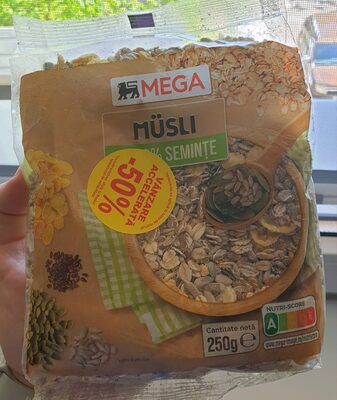 MEGA
MÜSLI
% SEMINȚE
VÂNZARE
ACCELERATĂ
-50%
NUTRI-SCORE
A
Cantitate netă
250g e